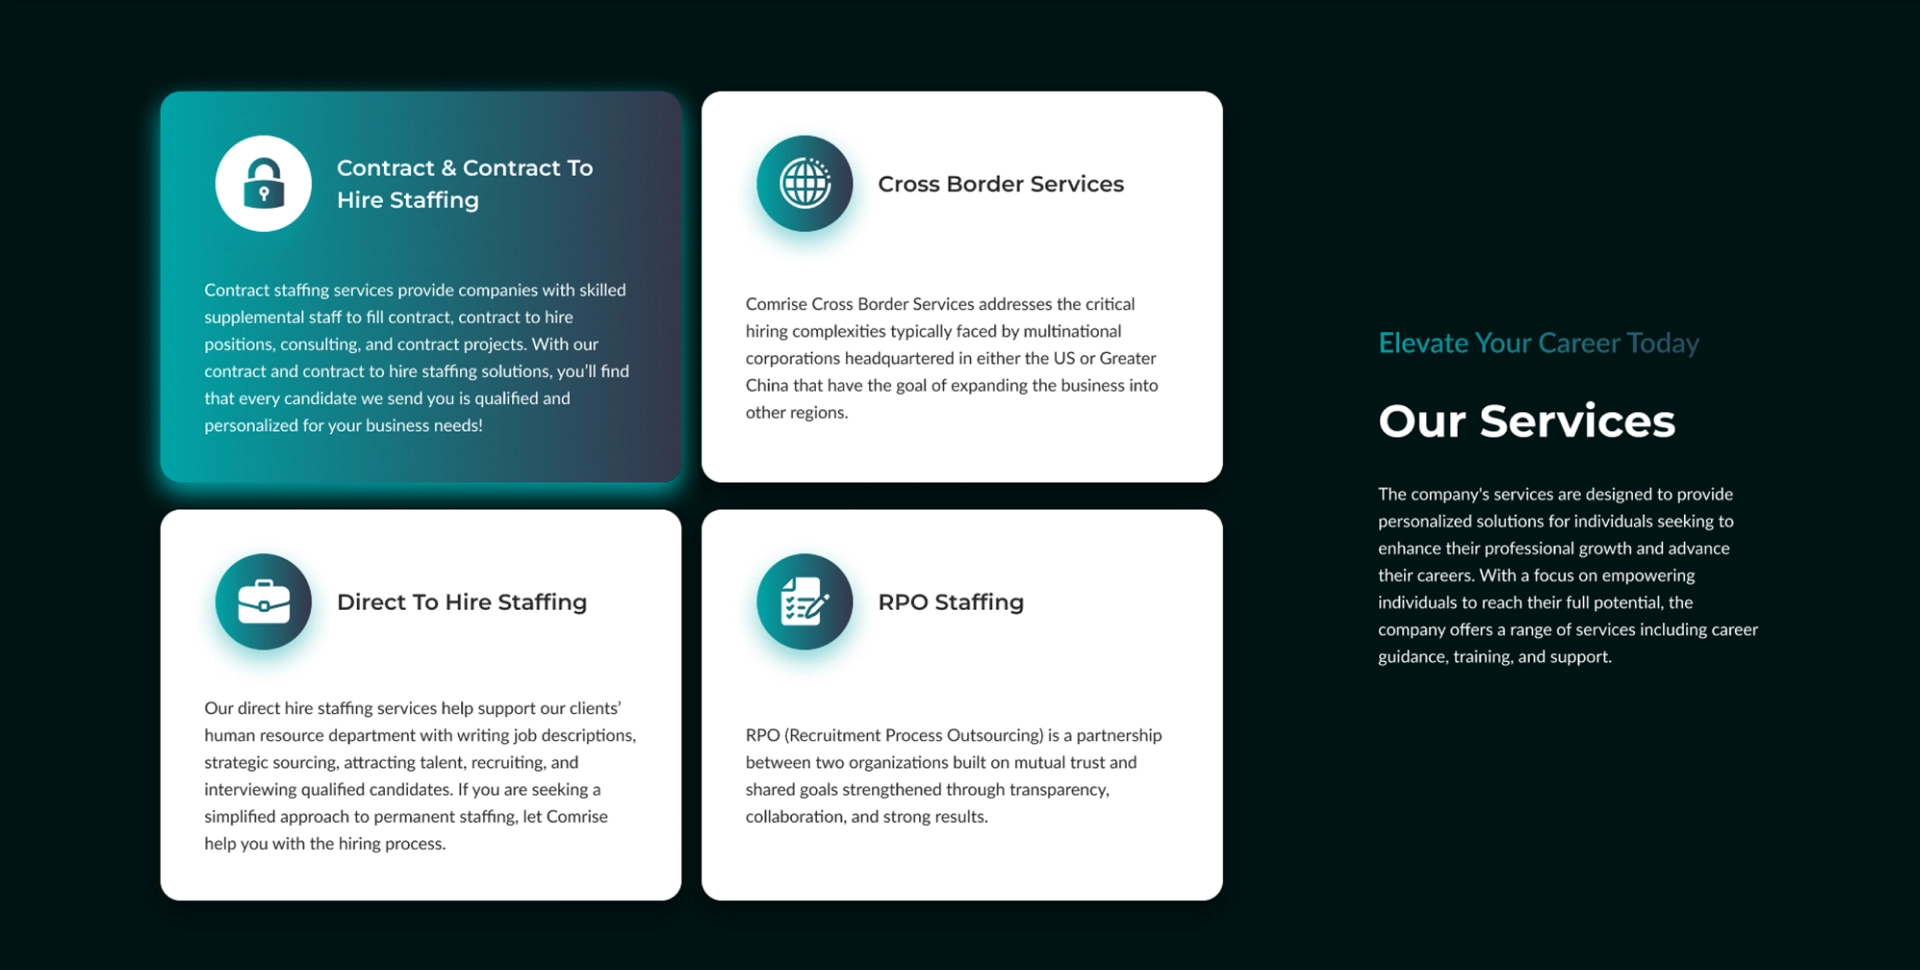 Contract & Contract To
Hire Staffing
Contract staffing services provide companies with skilled
supplemental staff to fill contract, contract to hire
positions, consulting, and contract projects. With our
contract and contract to hire staffing solutions, you’ll find
that every candidate we send you is qualified and
personalized for your business needs!
Cross Border Services
Comrise Cross Border Services addresses the critical
hiring complexities typically faced by multinational
corporations headquartered in either the US or Greater
China that have the goal of expanding the business into
other regions.
Direct To Hire Staffing
Our direct hire staffing services help support our clients’
human resource department with writing job descriptions,
strategic sourcing, attracting talent, recruiting, and
interviewing qualified candidates. If you are seeking a
simplified approach to permanent staffing, let Comrise
help you with the hiring process.
RPO Staffing
RPO (Recruitment Process Outsourcing) is a partnership
between two organizations built on mutual trust and
shared goals strengthened through transparency,
collaboration, and strong results.
Elevate Your Career Today
Our Services
The company's services are designed to provide
personalized solutions for individuals seeking to
enhance their professional growth and advance
their careers. With a focus on empowering
individuals to reach their full potential, the
company offers a range of services including career
guidance, training, and support.